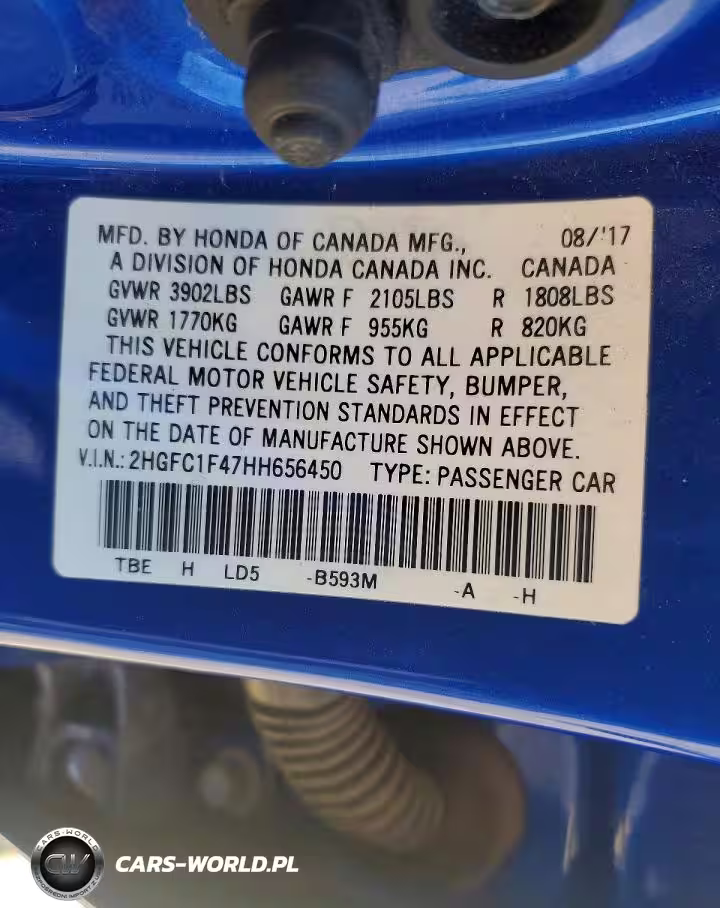 MFD. BY HONDA OF CANADA MFG., 08/'17
A DIVISION OF HONDA CANADA INC. CANADA
GVWR 3902LBS GAWR F 2105LBS R 1808LBS
GVWR 1770KG GAWR F 955KG R 820KG
THIS VEHICLE CONFORMS TO ALL APPLICABLE
FEDERAL MOTOR VEHICLE SAFETY, BUMPER,
AND THEFT PREVENTION STANDARDS IN EFFECT
ON THE DATE OF MANUFACTURE SHOWN ABOVE.
V.I.N.: 2HGFC1F47HH656450 TYPE: PASSENGER CAR
TBE H LD5 -B593M -A -H
CARS-WORLD
CW
CARS-WORLD.PL